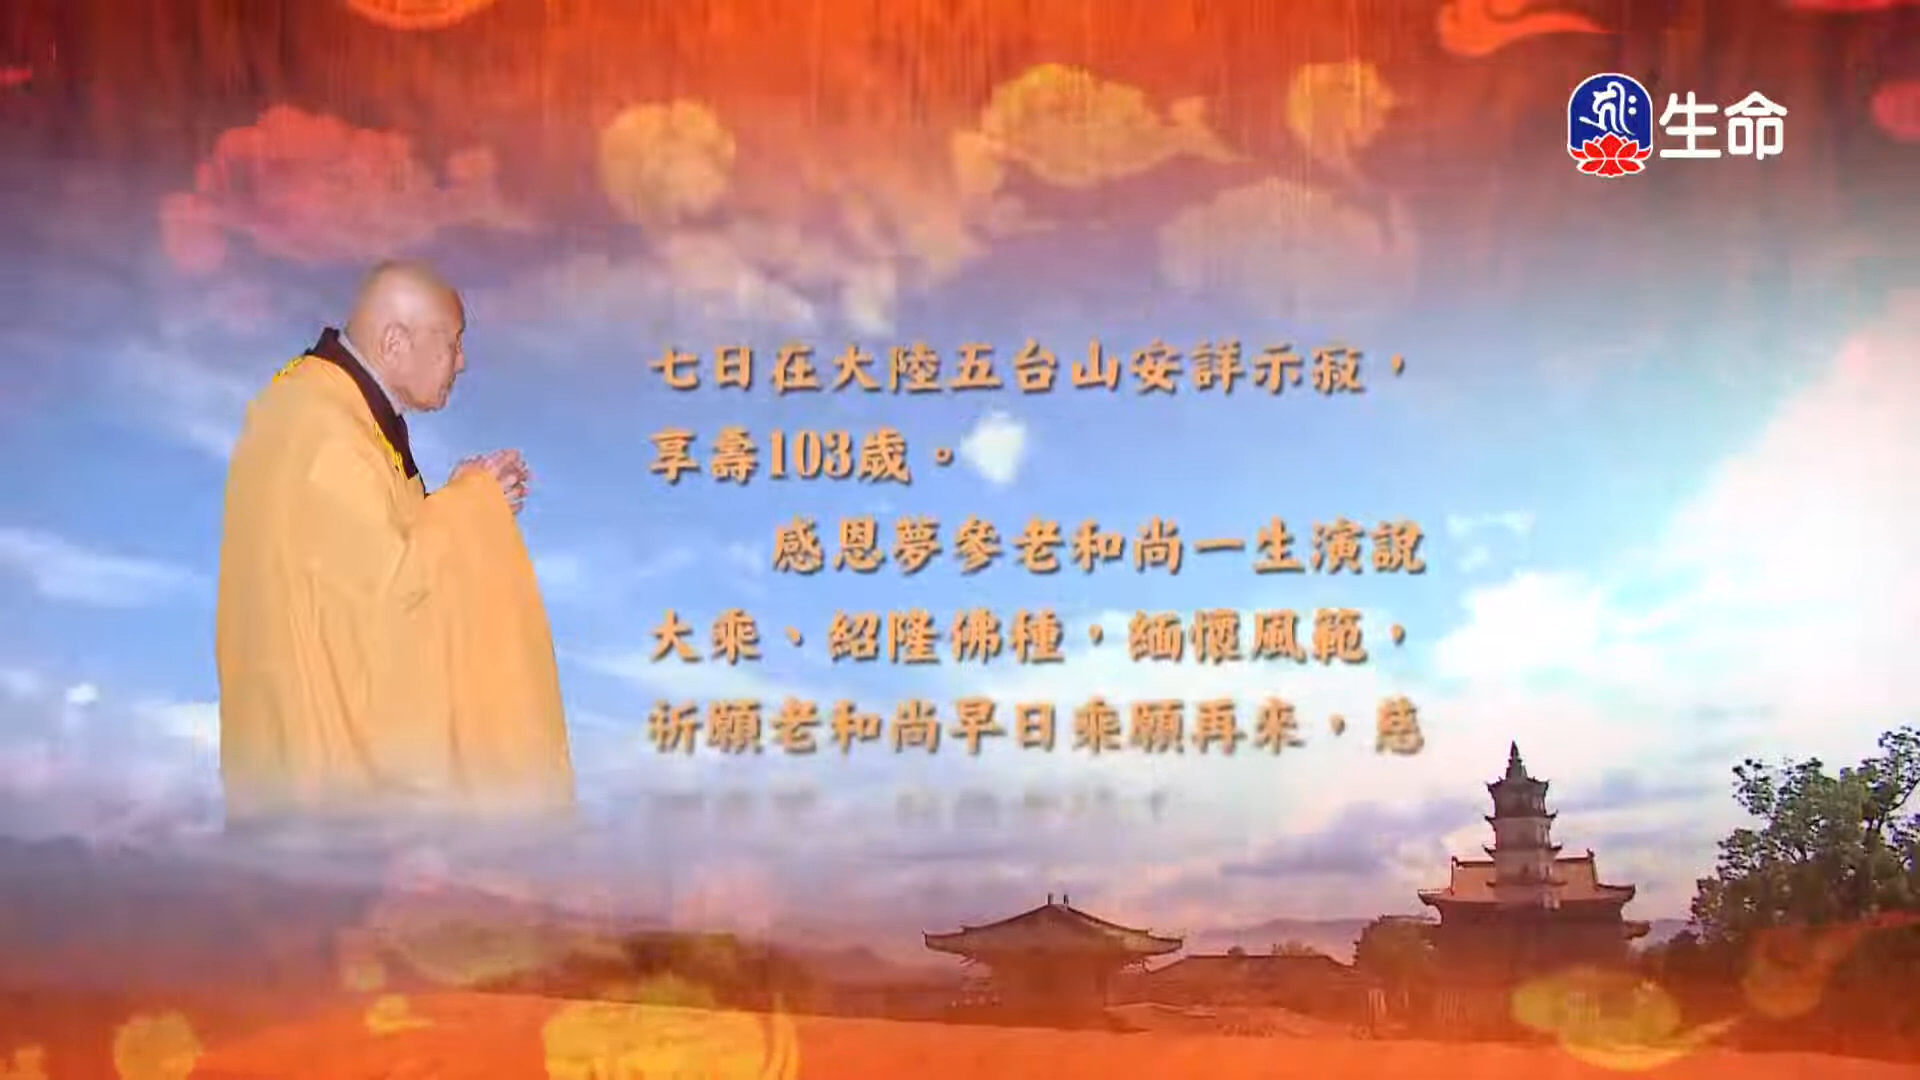 生命
七日在大陸五台山安詳示寂，
享壽103歲。
感恩夢參老和尚一生演說
大乘、紹隆佛種，緬懷風範，
祈願老和尚早日乘願再來，慈